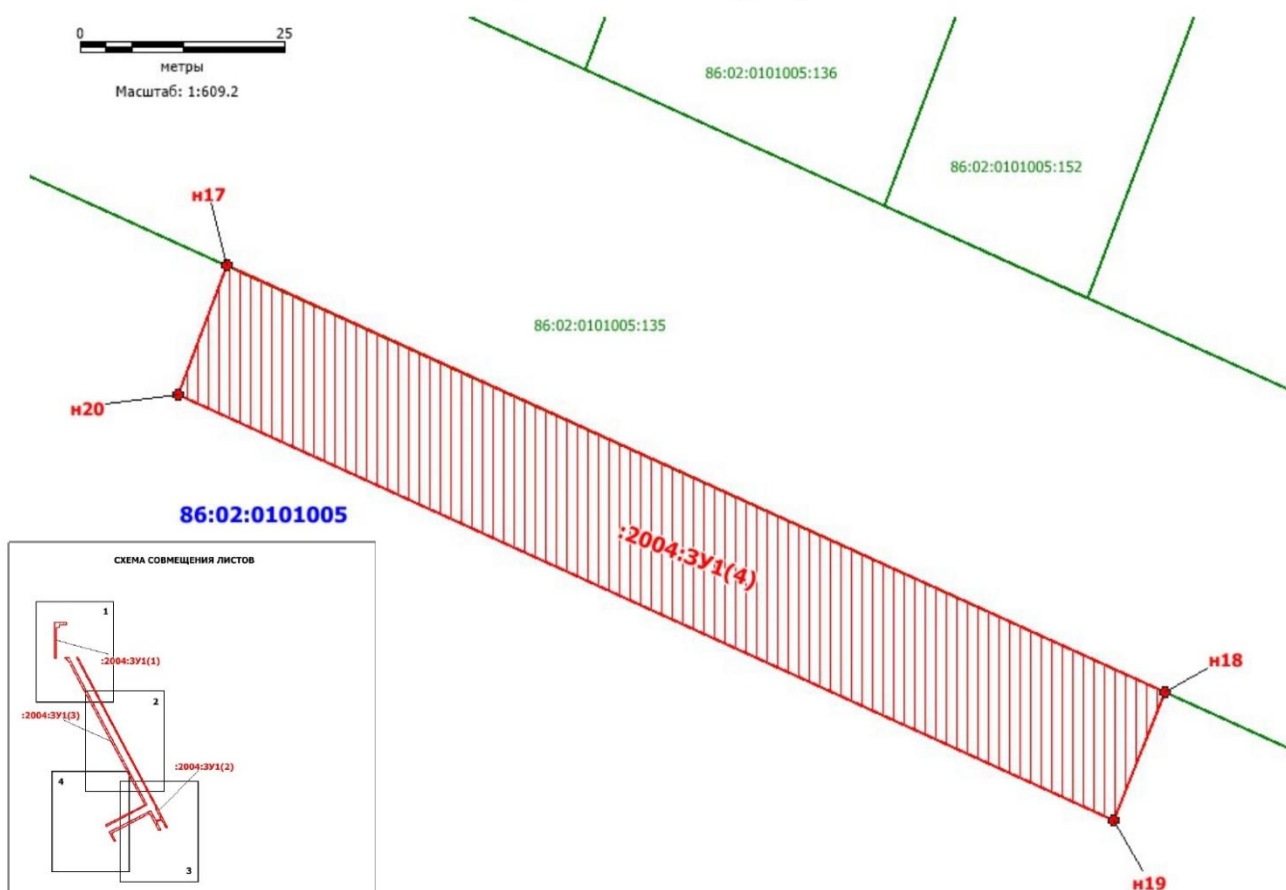 0 25
метры
Масштаб: 1:609.2
86:02:0101005:136
86:02:0101005:152
н17
86:02:0101005:135
н20
86:02:0101005
:2004:ЗУ1(4)
н18
н19
СХЕМА СОВМЕЩЕНИЯ ЛИСТОВ
1
:2004:ЗУ1(1)
2
:2004:ЗУ1(3)
:2004:ЗУ1(2)
4
3